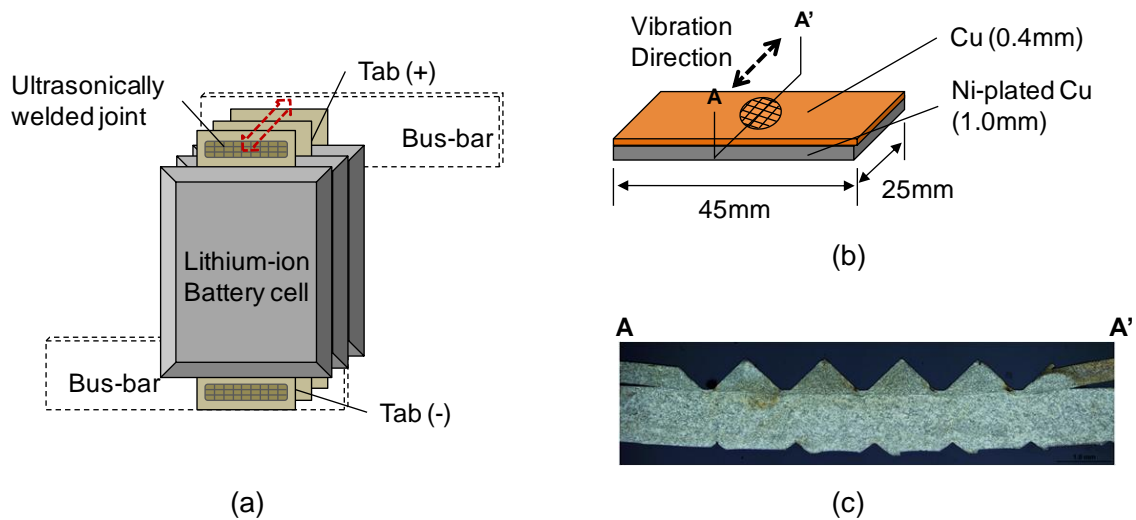 Ultrasonically
welded joint
Tab (+)
Bus-bar
Lithium-ion
Battery cell
Bus-bar
Tab (-)
(a)
Vibration
Direction
A'
A
Cu (0.4mm)
Ni-plated Cu
(1.0mm)
25mm
45mm
(b)
A
A'
(c)